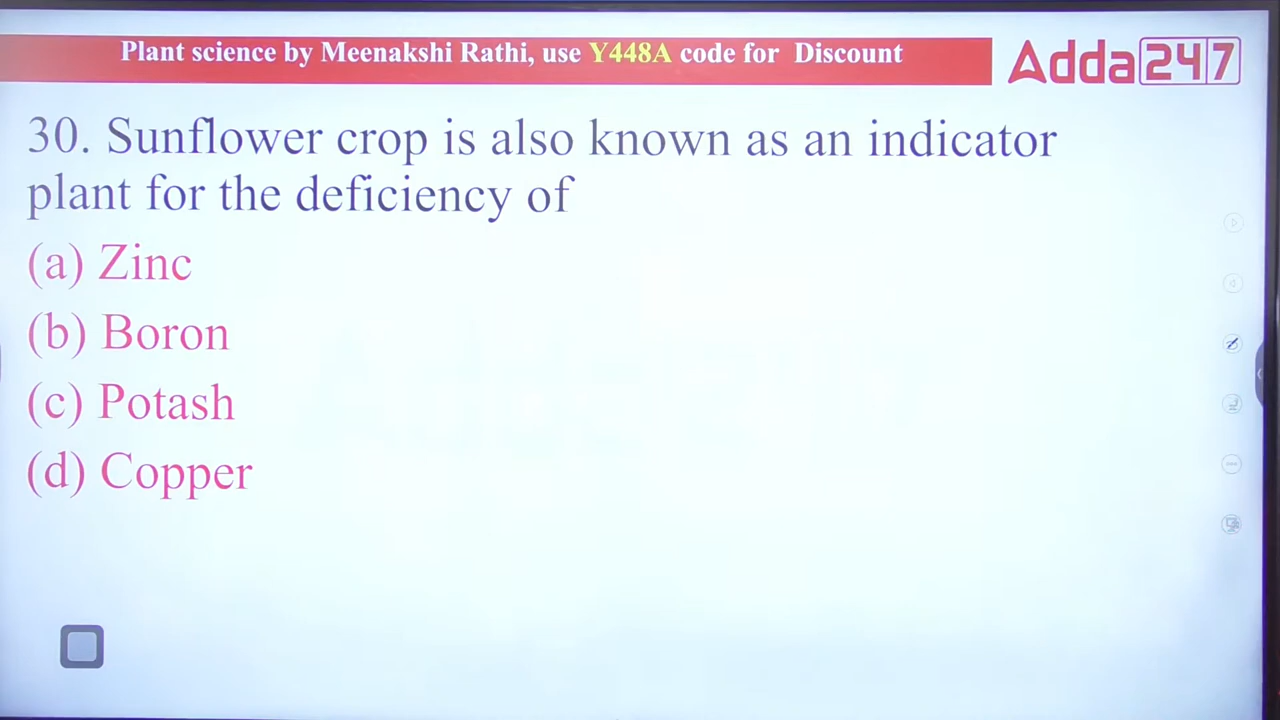 Plant science by Meenakshi Rathi, use Y448A code for Discount
Adda247
30. Sunflower crop is also known as an indicator
plant for the deficiency of
(a) Zinc
(b) Boron
(c) Potash
(d) Copper